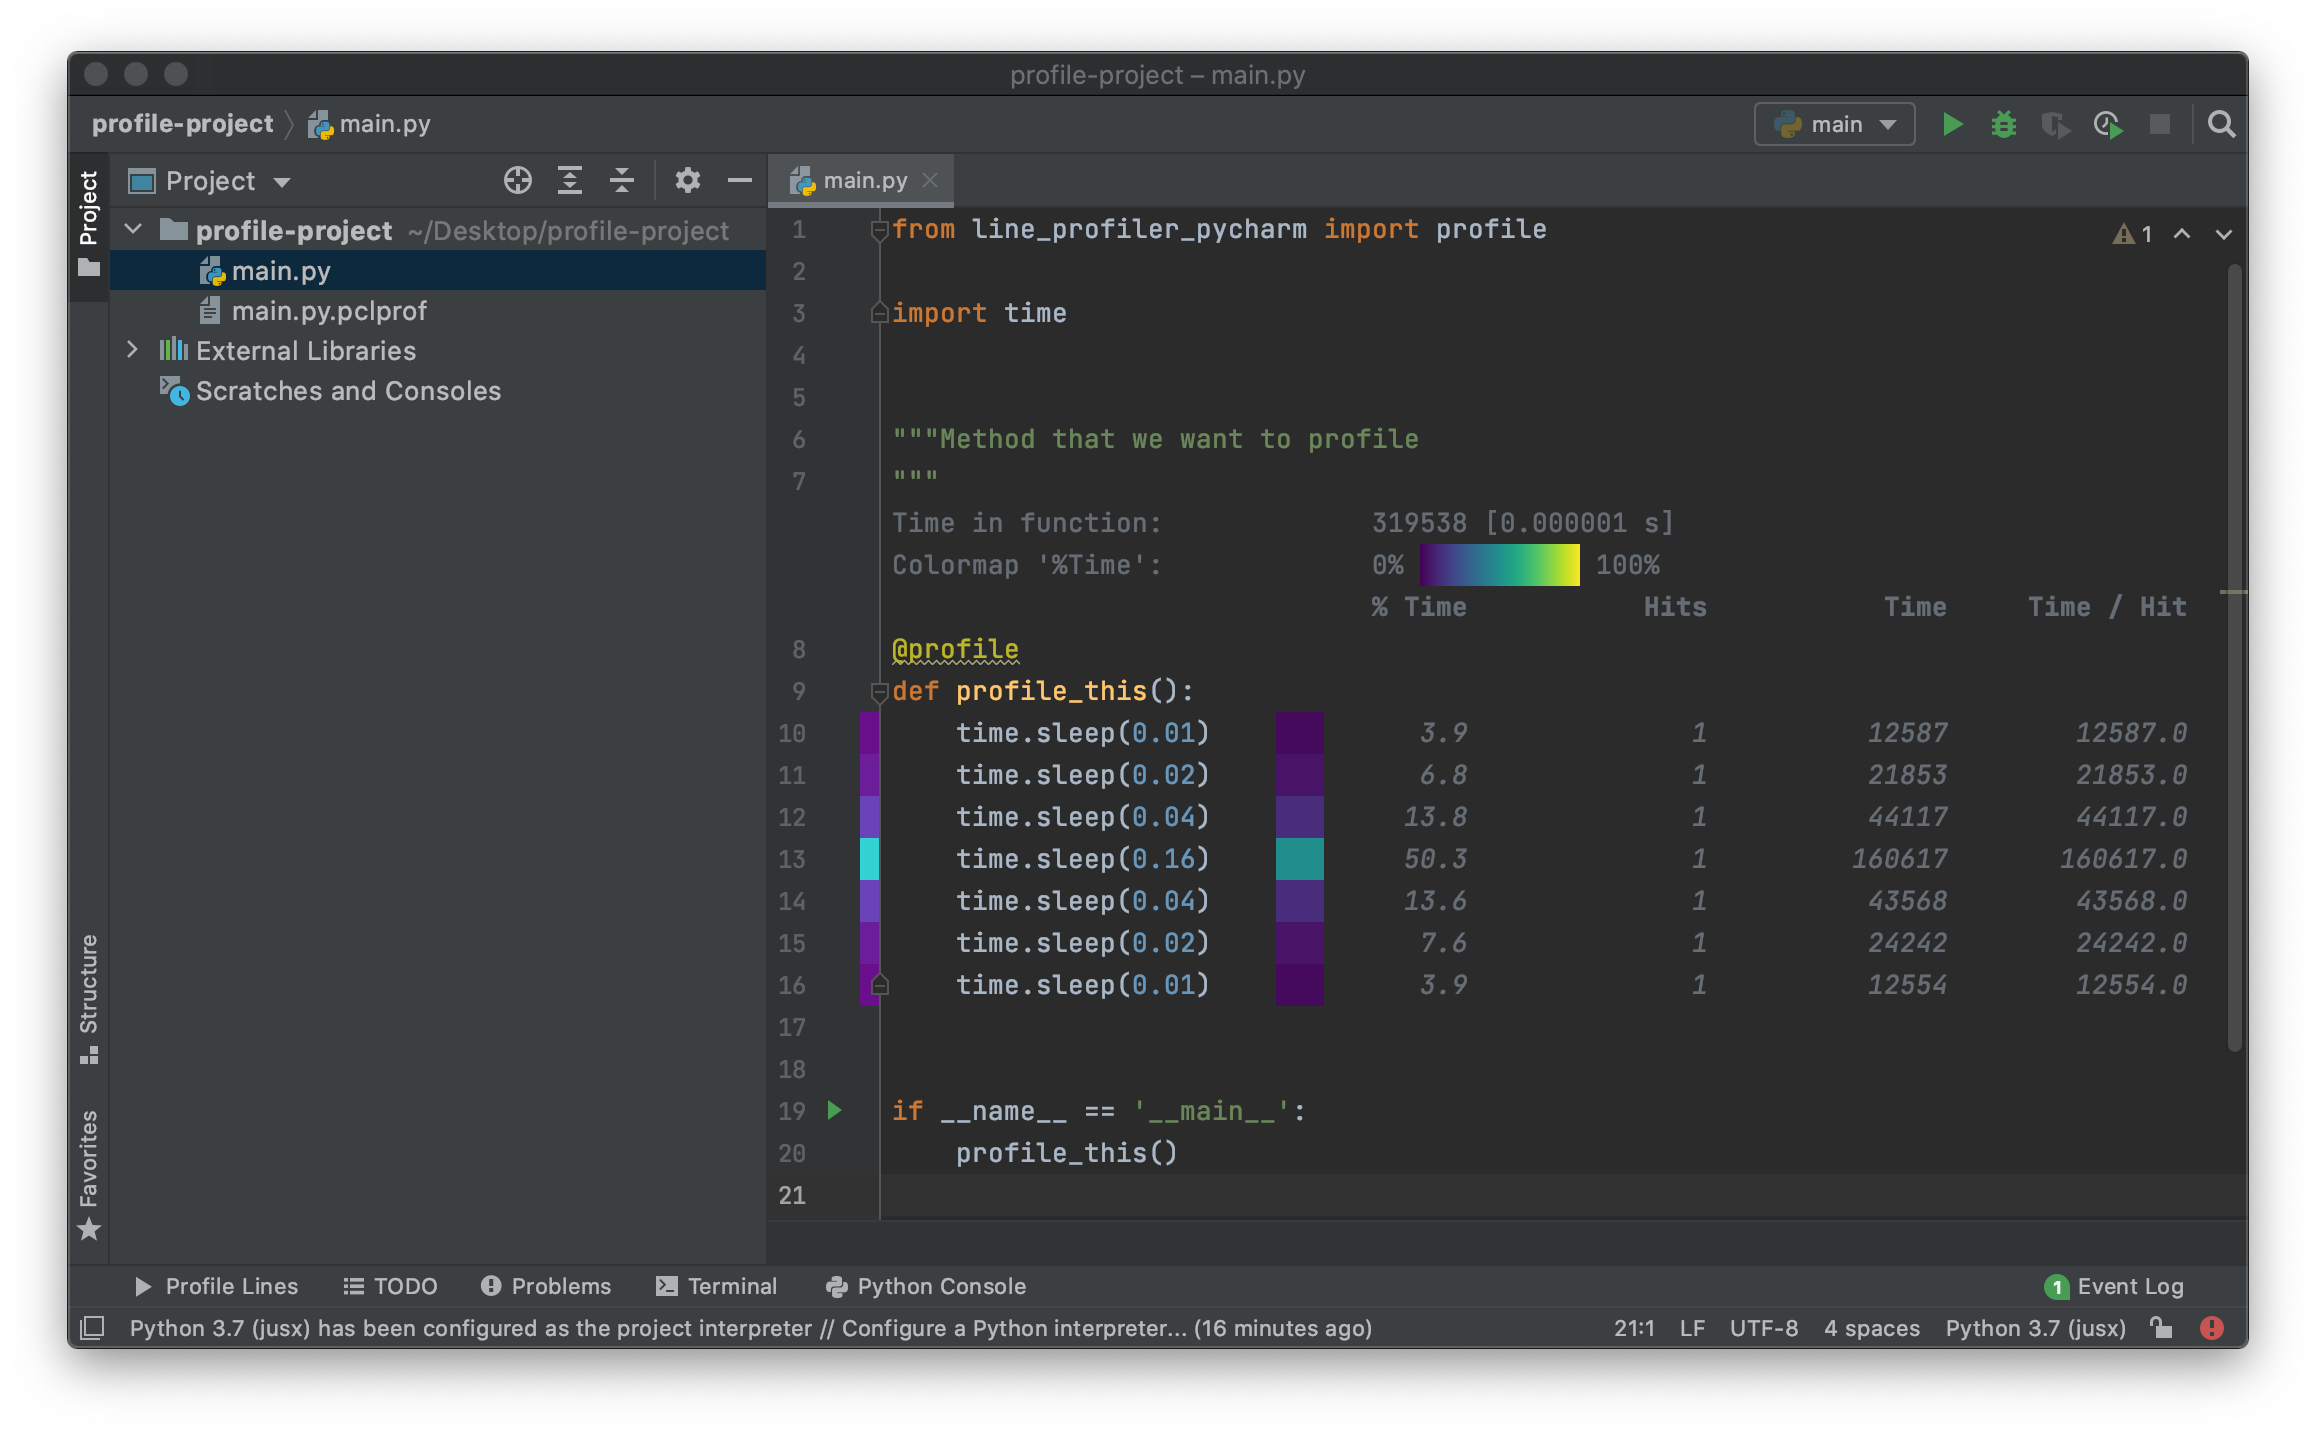 profile-project – main.py
profile-project main.py
main
Project
Project
profile-project ~/Desktop/profile-project
main.py
main.py.pclprof
External Libraries
Scratches and Consoles
Structure
Favorites
main.py
1
1 from line_profiler_pycharm import profile
2
3 import time
4
5
6 """Method that we want to profile
7 """
Time in function: 319538 [0.000001 s]
Colormap '%Time': 0% 100%
% Time Hits Time Time / Hit
8 @profile
9 def profile_this():
10 time.sleep(0.01) 3.9 1 12587 12587.0
11 time.sleep(0.02) 6.8 1 21853 21853.0
12 time.sleep(0.04) 13.8 1 44117 44117.0
13 time.sleep(0.16) 50.3 1 160617 160617.0
14 time.sleep(0.04) 13.6 1 43568 43568.0
15 time.sleep(0.02) 7.6 1 24242 24242.0
16 time.sleep(0.01) 3.9 1 12554 12554.0
17
18
19 if __name__ == '__main__':
20 profile_this()
21
Profile Lines TODO Problems Terminal Python Console 1 Event Log
Python 3.7 (jusx) has been configured as the project interpreter // Configure a Python interpreter... (16 minutes ago) 21:1 LF UTF-8 4 spaces Python 3.7 (jusx)